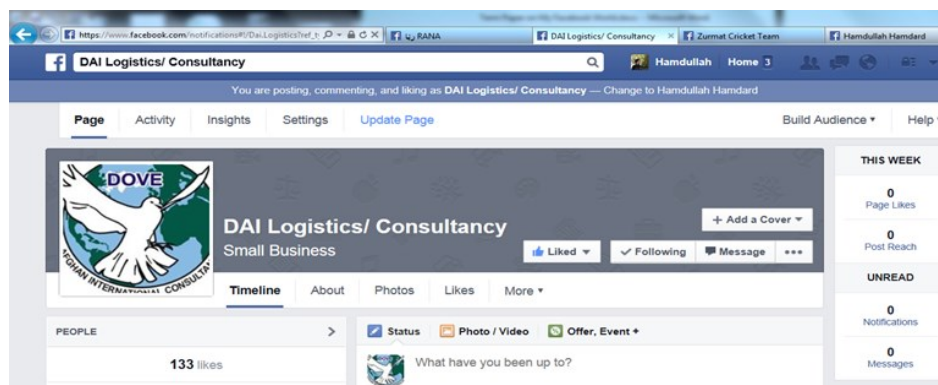 https://www.facebook.com/notifications#!/Dai.Logistics?ref_t
RANA
DAI Logistics/ Consultancy
Zurmat Cricket Team
Hamdullah Hamdard
DAI Logistics/ Consultancy
Hamdullah Home 3
You are posting, commenting, and liking as DAI Logistics/ Consultancy — Change to Hamdullah Hamdard
Page Activity Insights Settings Update Page Build Audience Help
DOVE
AFGHAN INTERNATIONAL CONSULTA
DAI Logistics/ Consultancy
Small Business
+ Add a Cover
Liked Following Message
Timeline About Photos Likes More
THIS WEEK
0
Page Likes
0
Post Reach
UNREAD
0
Notifications
0
Messages
PEOPLE
133 likes
Status Photo / Video Offer, Event +
What have you been up to?